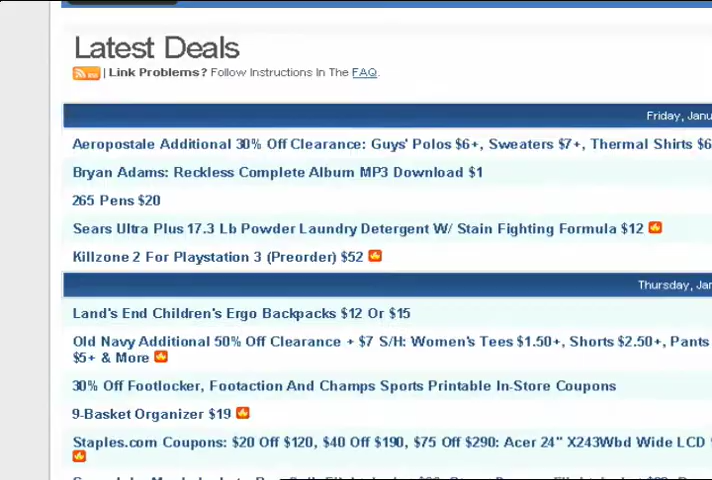 Latest Deals
| Link Problems? Follow Instructions In The FAQ.
Friday,
Aeropostale Additional 30% Off Clearance: Guys' Polos $6+, Sweaters $7+, Thermal Shirts
Bryan Adams: Reckless Complete Album MP3 Download $1
265 Pens $20
Sears Ultra Plus 17.3 Lb Powder Laundry Detergent W/ Stain Fighting Formula $12
Killzone 2 For Playstation 3 (Preorder) $52
Thursday,
Land's End Children's Ergo Backpacks $12 Or $15
Old Navy Additional 50% Off Clearance + $7 S/H: Women's Tees $1.50+, Shorts $2.50+, Pants
$5+ & More
30% Off Footlocker, Footaction And Champs Sports Printable In-Store Coupons
9-Basket Organizer $19
Staples.com Coupons: $20 Off $120, $40 Off $190, $75 Off $290: Acer 24" X243Wbd Wide LCD